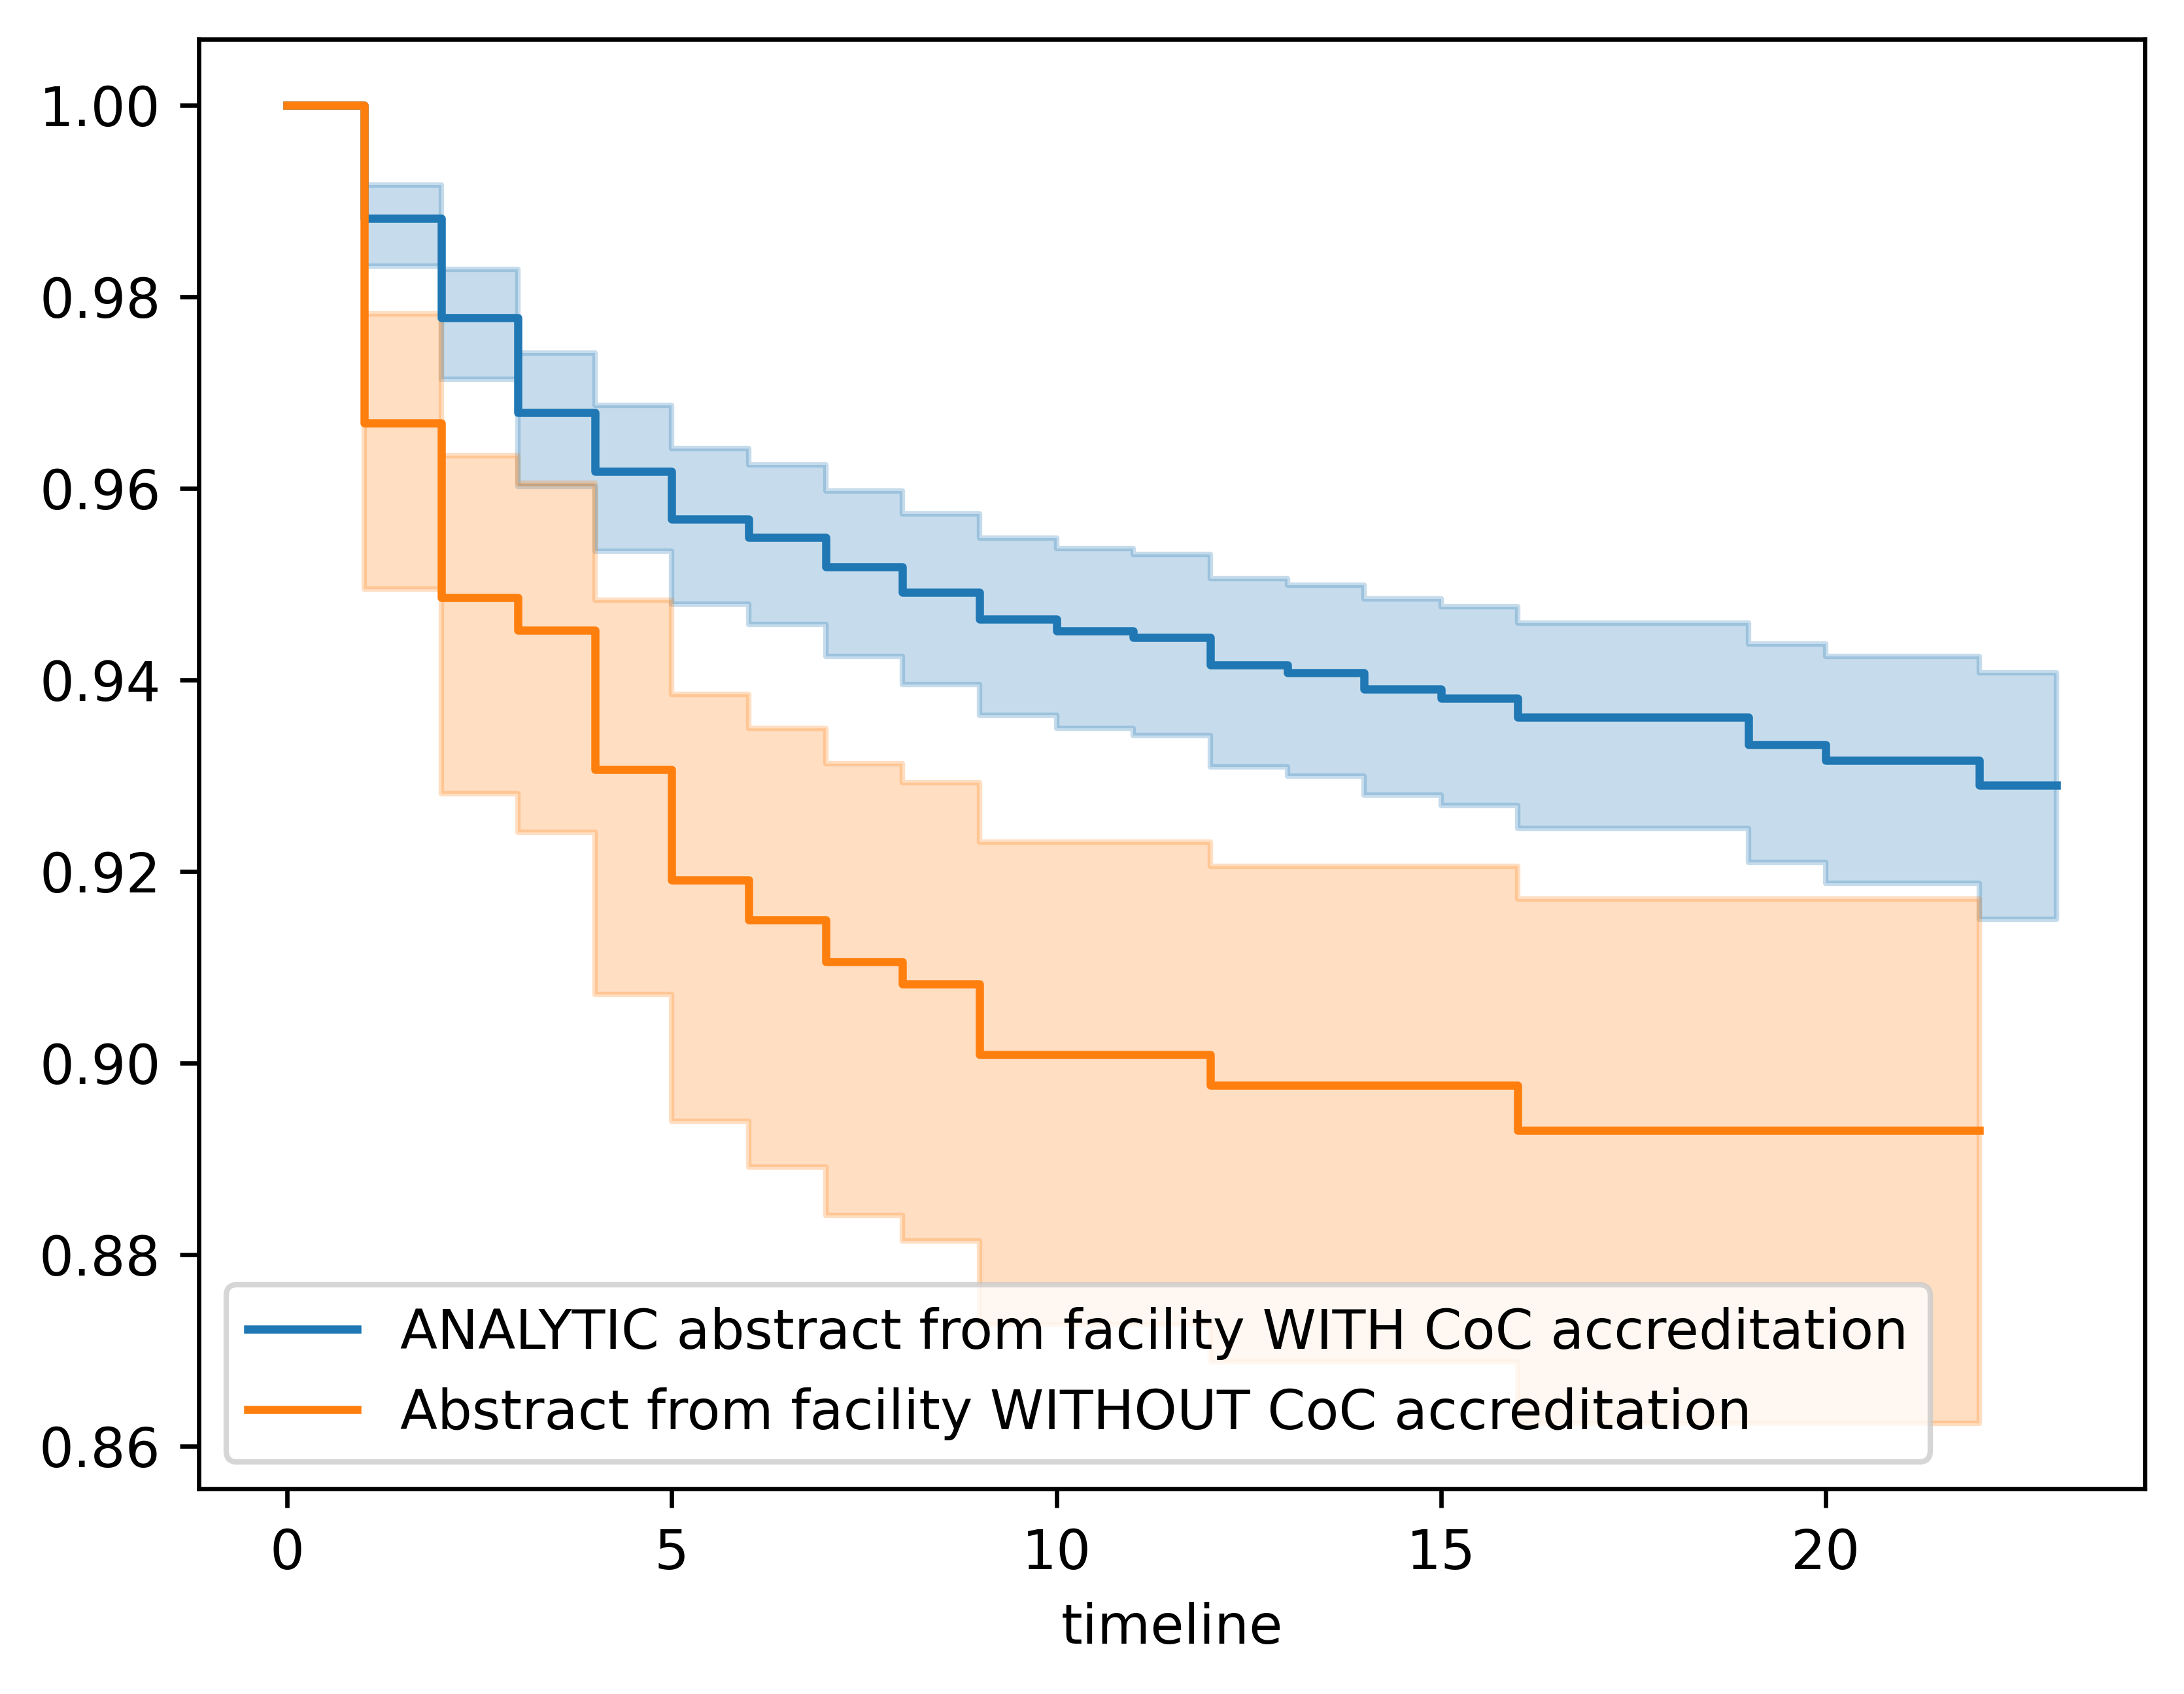 1.00
0.98
0.96
0.94
0.92
0.90
0.88
0.86
ANALYTIC abstract from facility WITH CoC accreditation
Abstract from facility WITHOUT CoC accreditation
0 5 10 15 20
timeline